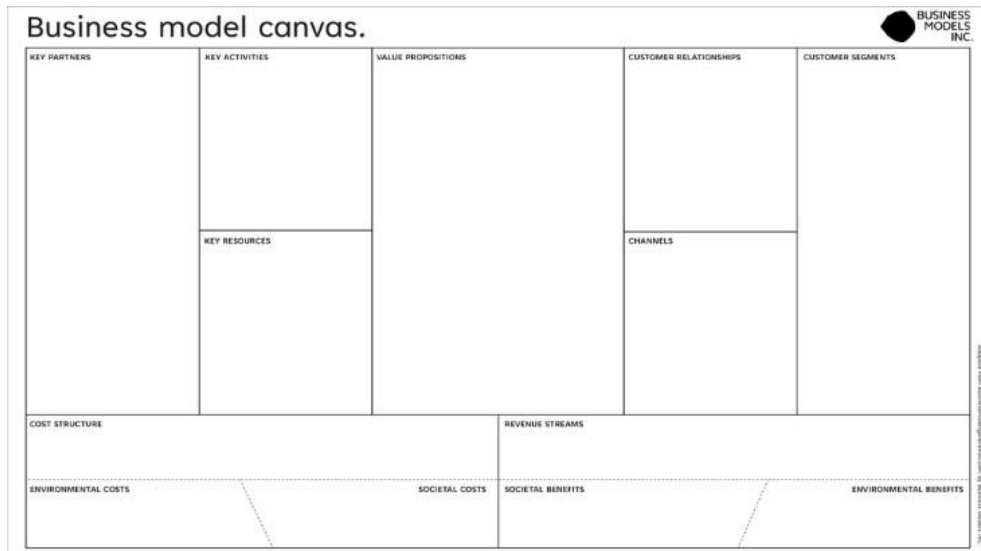 Business model canvas.
BUSINESS
MODELS
INC.
KEY PARTNERS
KEY ACTIVITIES
VALUE PROPOSITIONS
CUSTOMER RELATIONSHIPS
CUSTOMER SEGMENTS
KEY RESOURCES
CHANNELS
COST STRUCTURE
REVENUE STREAMS
ENVIRONMENTAL COSTS
SOCIETAL COSTS
SOCIETAL BENEFITS
ENVIRONMENTAL BENEFITS